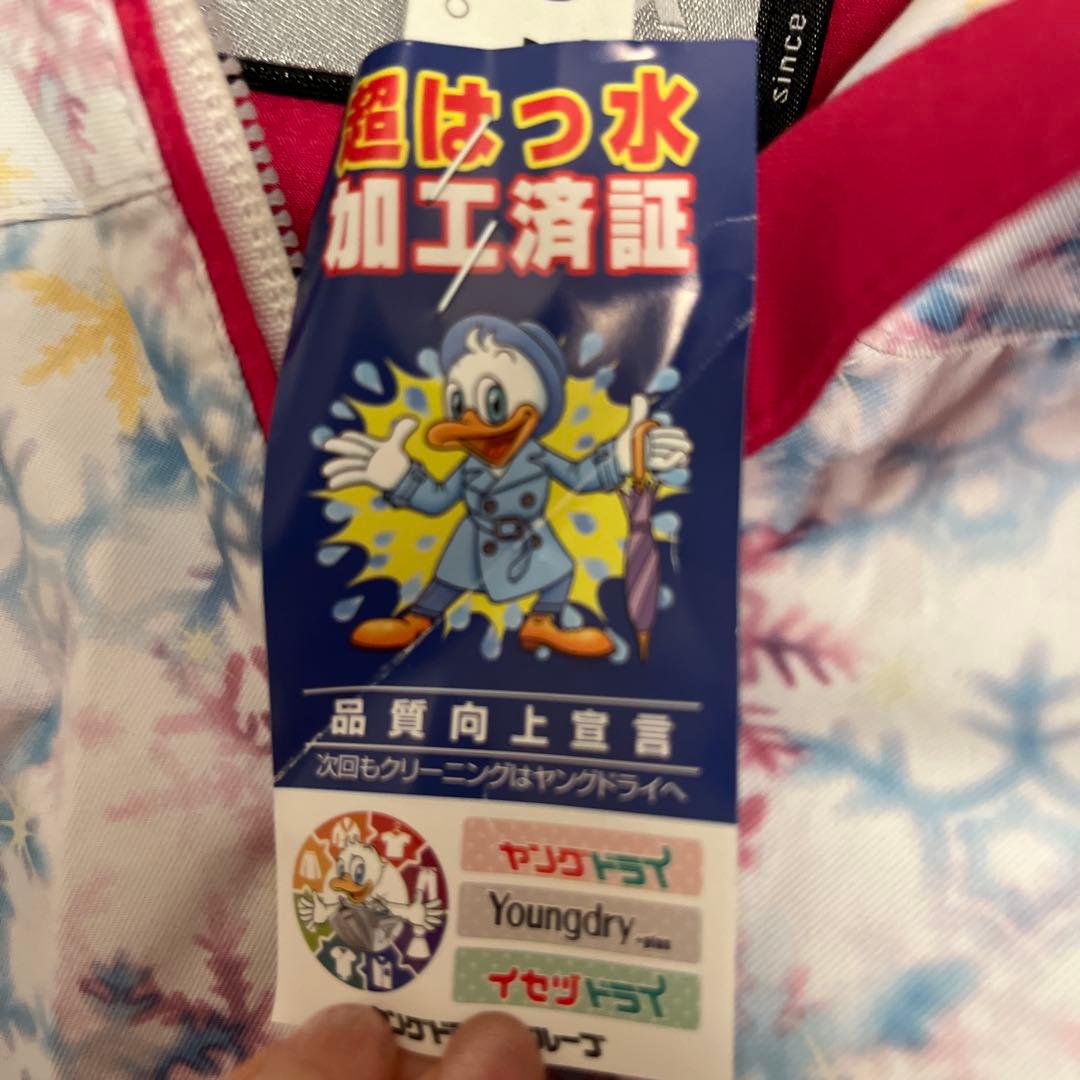 since
超はっ水
加工済証
品質向上宣言
次回もクリーニングはヤングドライへ
ヤングドライ
Youngdry-plus
イセヅドライ